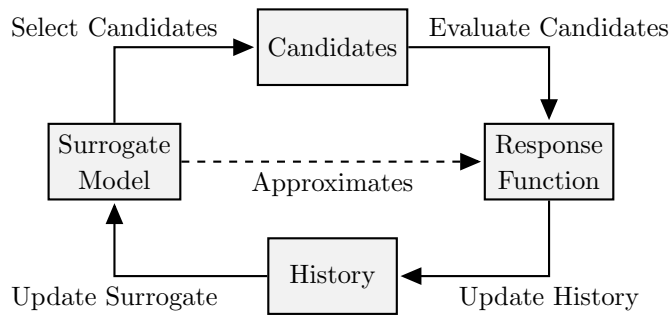 Select Candidates
Candidates
Evaluate Candidates
Surrogate
Model
Approximates
Response
Function
Update Surrogate
History
Update History